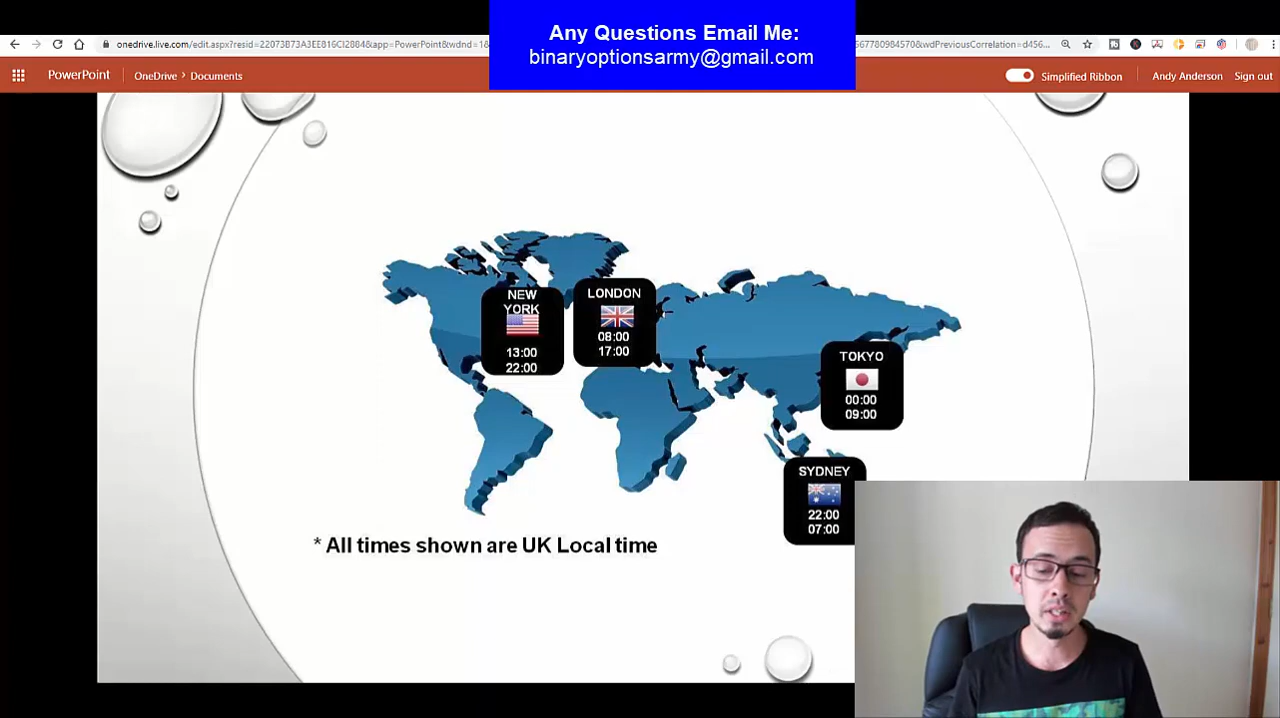 Any Questions Email Me:
binaryoptionsarmy@gmail.com
PowerPoint
OneDrive > Documents
Simplified Ribbon
Andy Anderson
Sign out
NEW
YORK
13:00
22:00
LONDON
08:00
17:00
TOKYO
00:00
09:00
SYDNEY
22:00
07:00
* All times shown are UK Local time